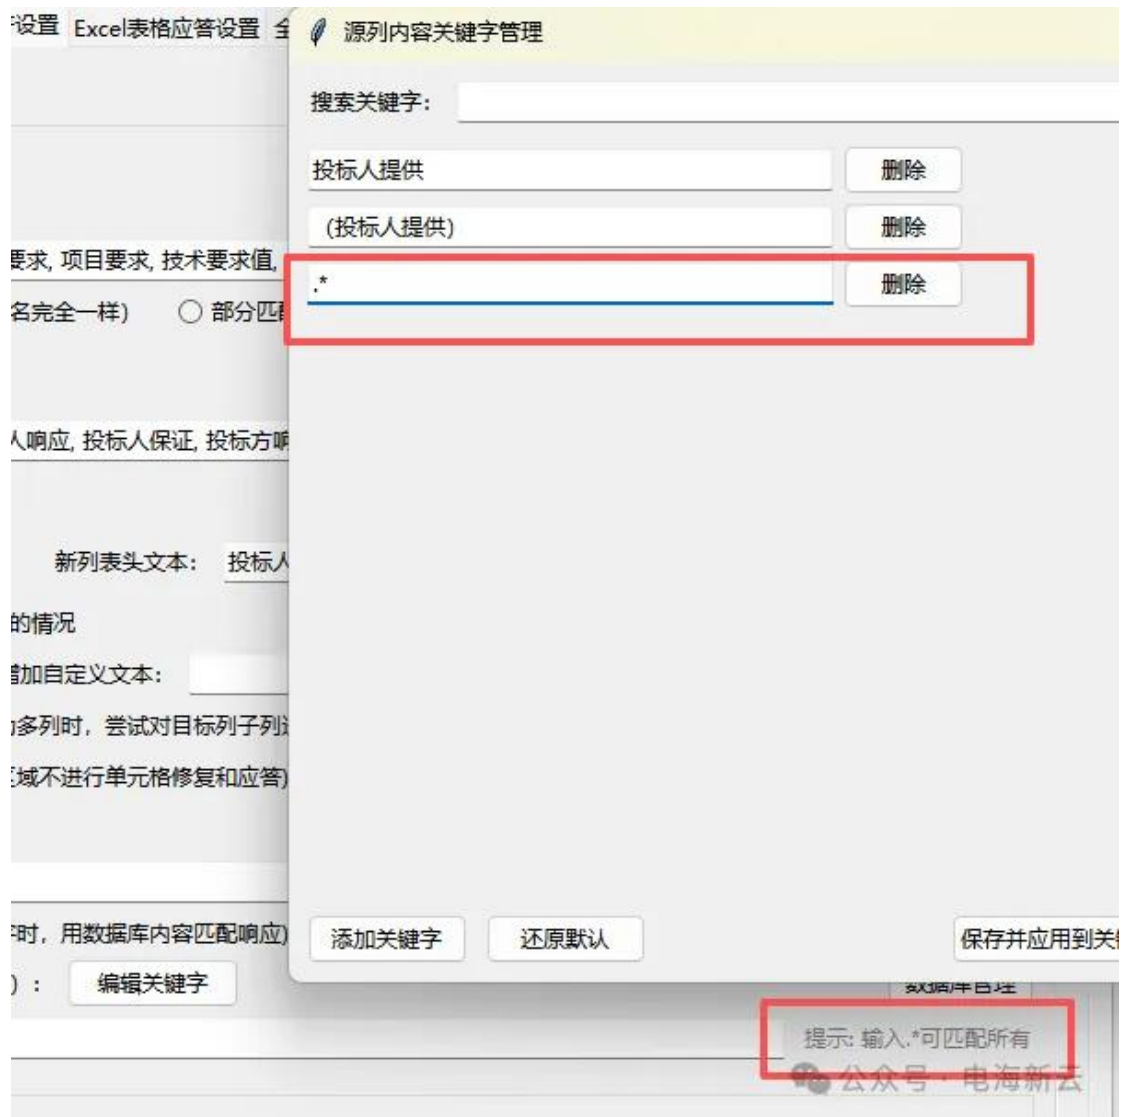 设置 Excel表格应答设置
源列内容关键字管理
搜索关键字：
投标人提供 删除
（投标人提供） 删除
.* 删除
要求, 项目要求, 技术要求值,
名完全一样） 部分匹配
人响应, 投标人保证, 投标方响
新列表头文本： 投标人
的情况
增加自定义文本：
多列时，尝试对目标列子列
域不进行单元格修复和应答)
时，用数据库内容匹配响应)
添加关键字 还原默认 保存并应用到关
) ： 编辑关键字 数据库管理
提示: 输入.*可匹配所有
公众号 · 电海新云